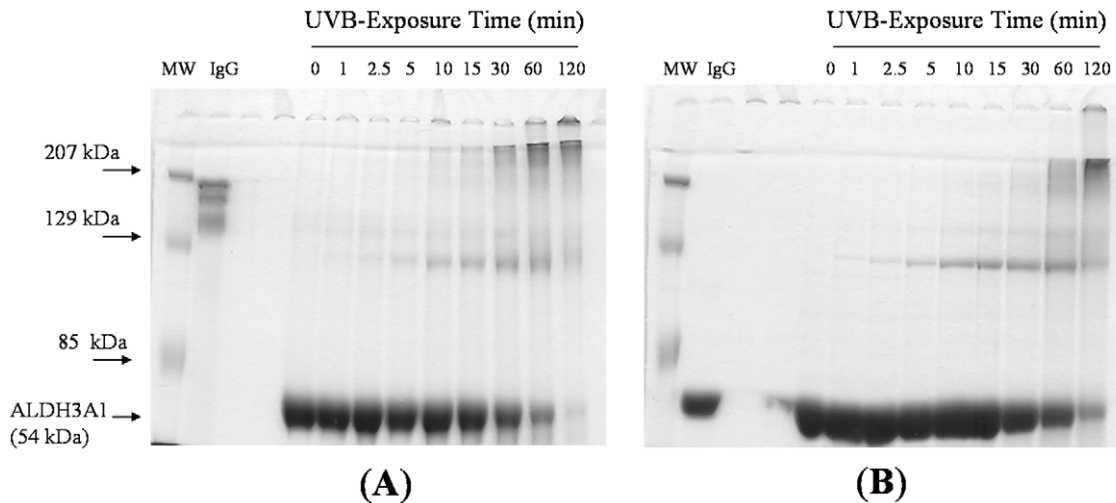 UVB-Exposure Time (min)
MW IgG 0 1 2.5 5 10 15 30 60 120
207 kDa
129 kDa
85 kDa
ALDH3A1
(54 kDa)
(A)
UVB-Exposure Time (min)
MW IgG 0 1 2.5 5 10 15 30 60 120
(B)